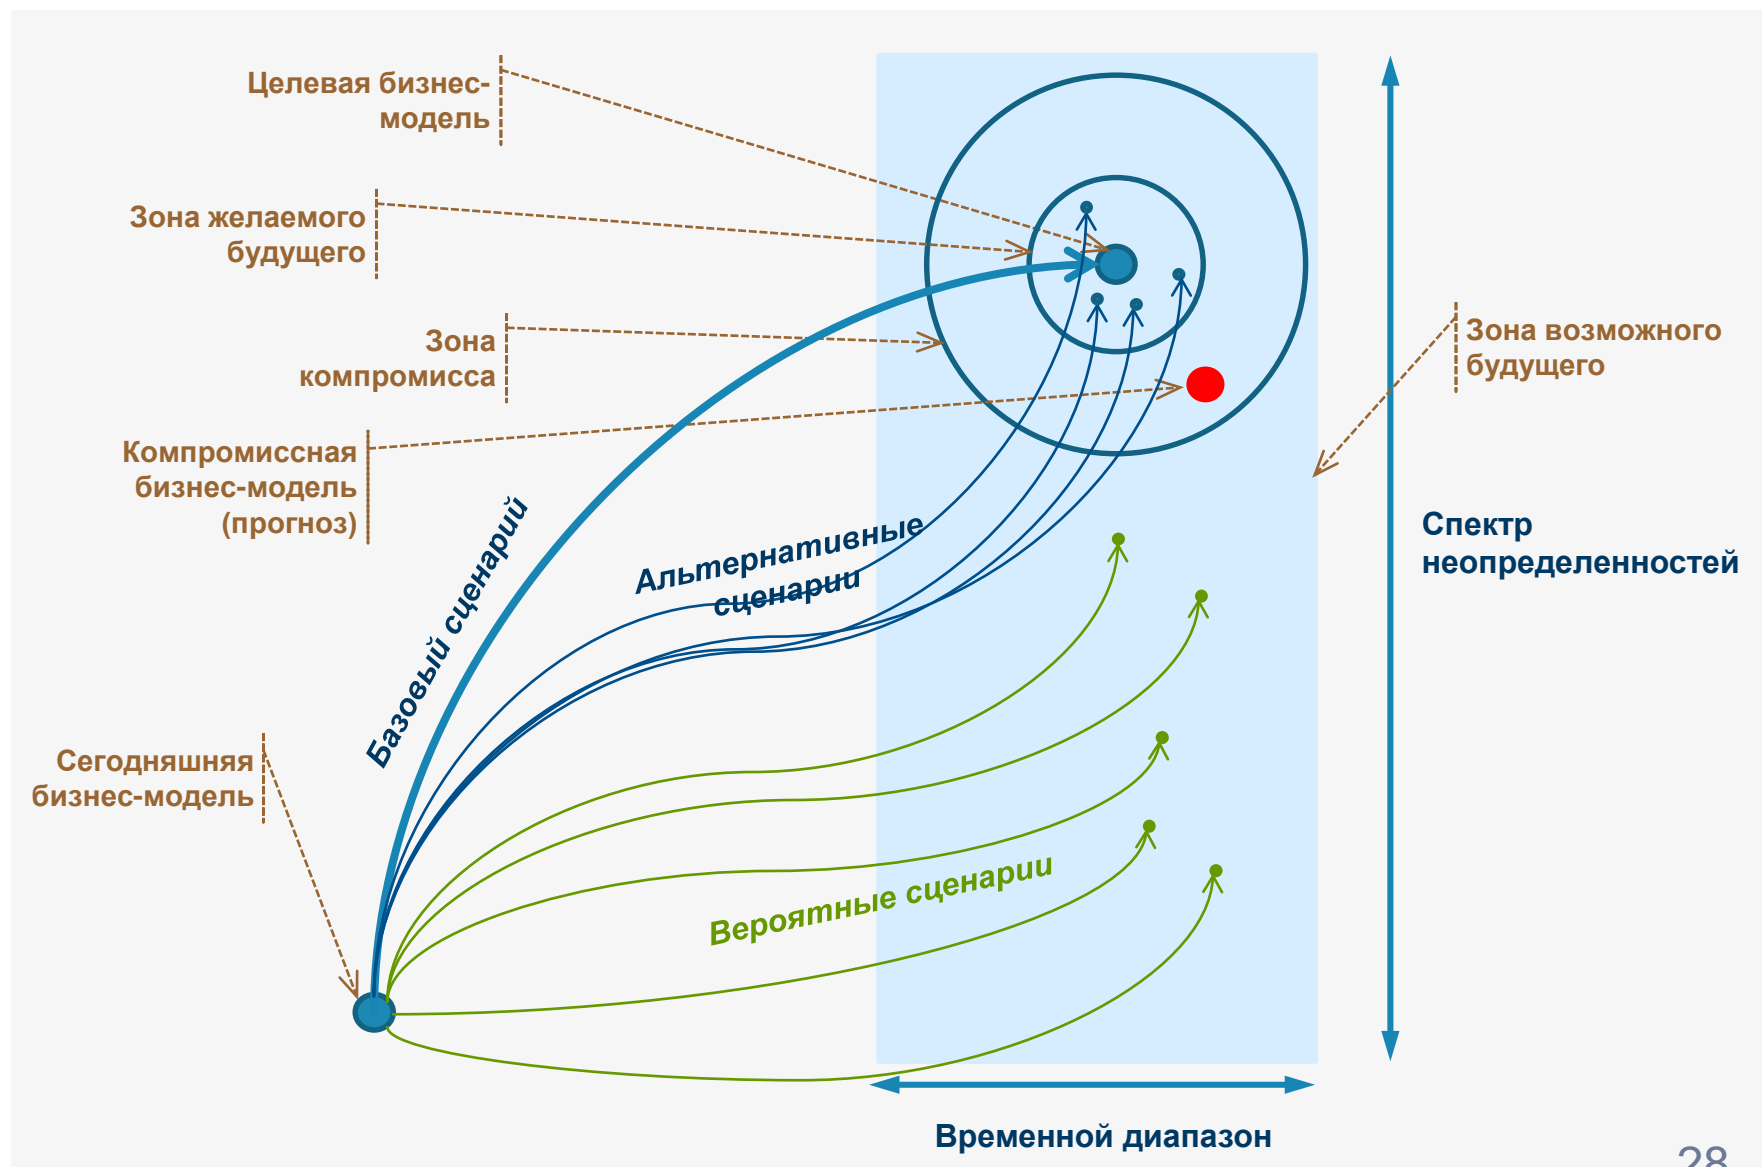 Целевая бизнес-
модель
Зона желаемого
будущего
Зона
компромисса
Компромиссная
бизнес-модель
(прогноз)
Зона возможного
будущего
Спектр
неопределенностей
Базовый сценарий
Альтернативные
сценарии
Сегодняшняя
бизнес-модель
Вероятные сценарии
Временной диапазон
28